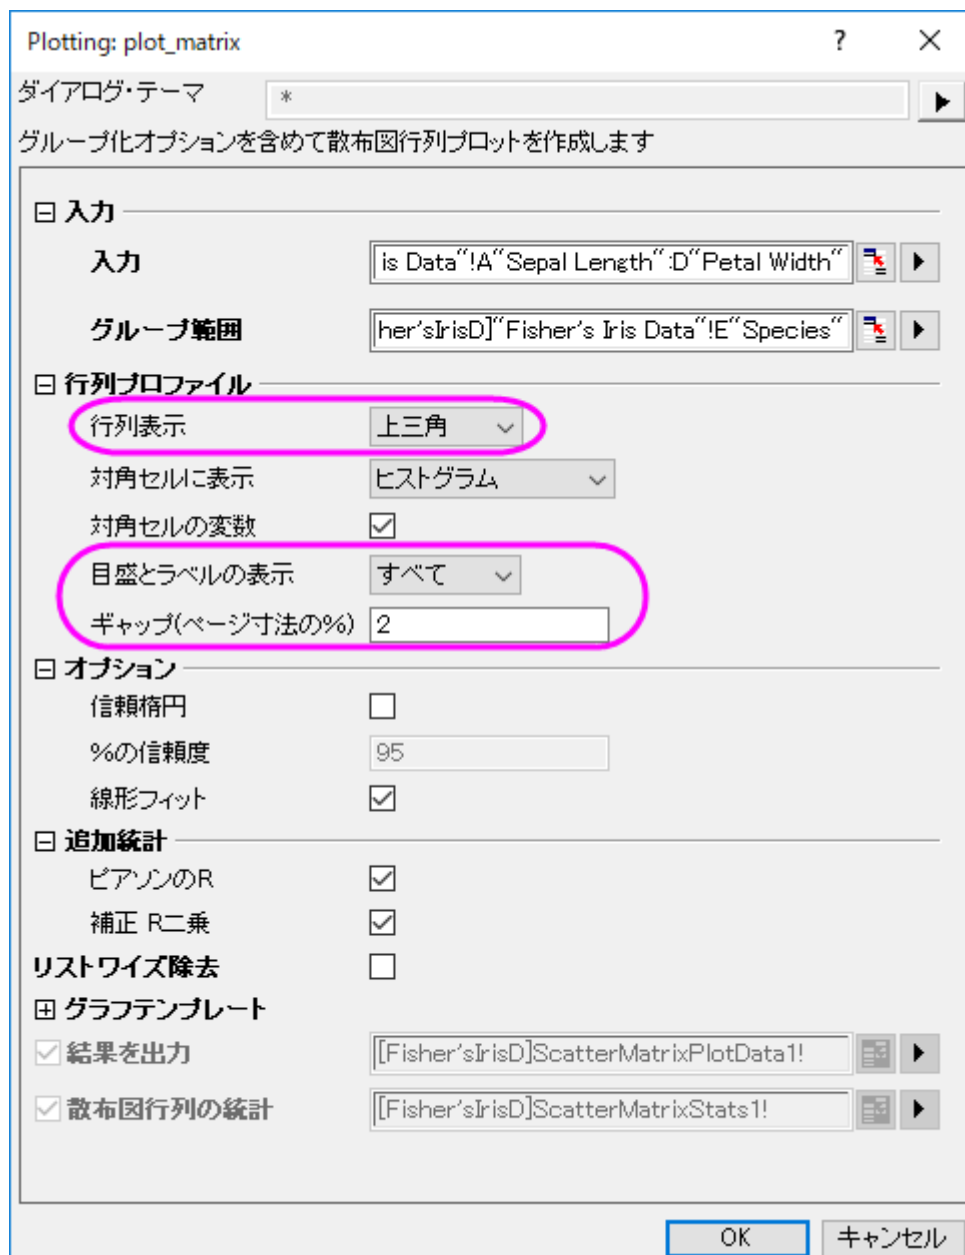 Plotting: plot_matrix ?
ダイアログ・テーマ *
グループ化オプションを含めて散布図行列プロットを作成します
入力
入力 is Data"!A"Sepal Length":D"Petal Width"
グループ範囲 her'sIrisD]"Fisher's Iris Data"!E"Species"
行列プロファイル
行列表示 上三角
対角セルに表示 ヒストグラム
対角セルの変数
目盛とラベルの表示 すべて
ギャップ(ページ寸法の%) 2
オプション
信頼楕円
%の信頼度 95
線形フィット
追加統計
ピアソンのR
補正 R二乗
リストワイズ除去
グラフテンプレート
結果を出力 [Fisher'sIrisD]ScatterMatrixPlotData1!
散布図行列の統計 [Fisher'sIrisD]ScatterMatrixStats1!
OK キャンセル